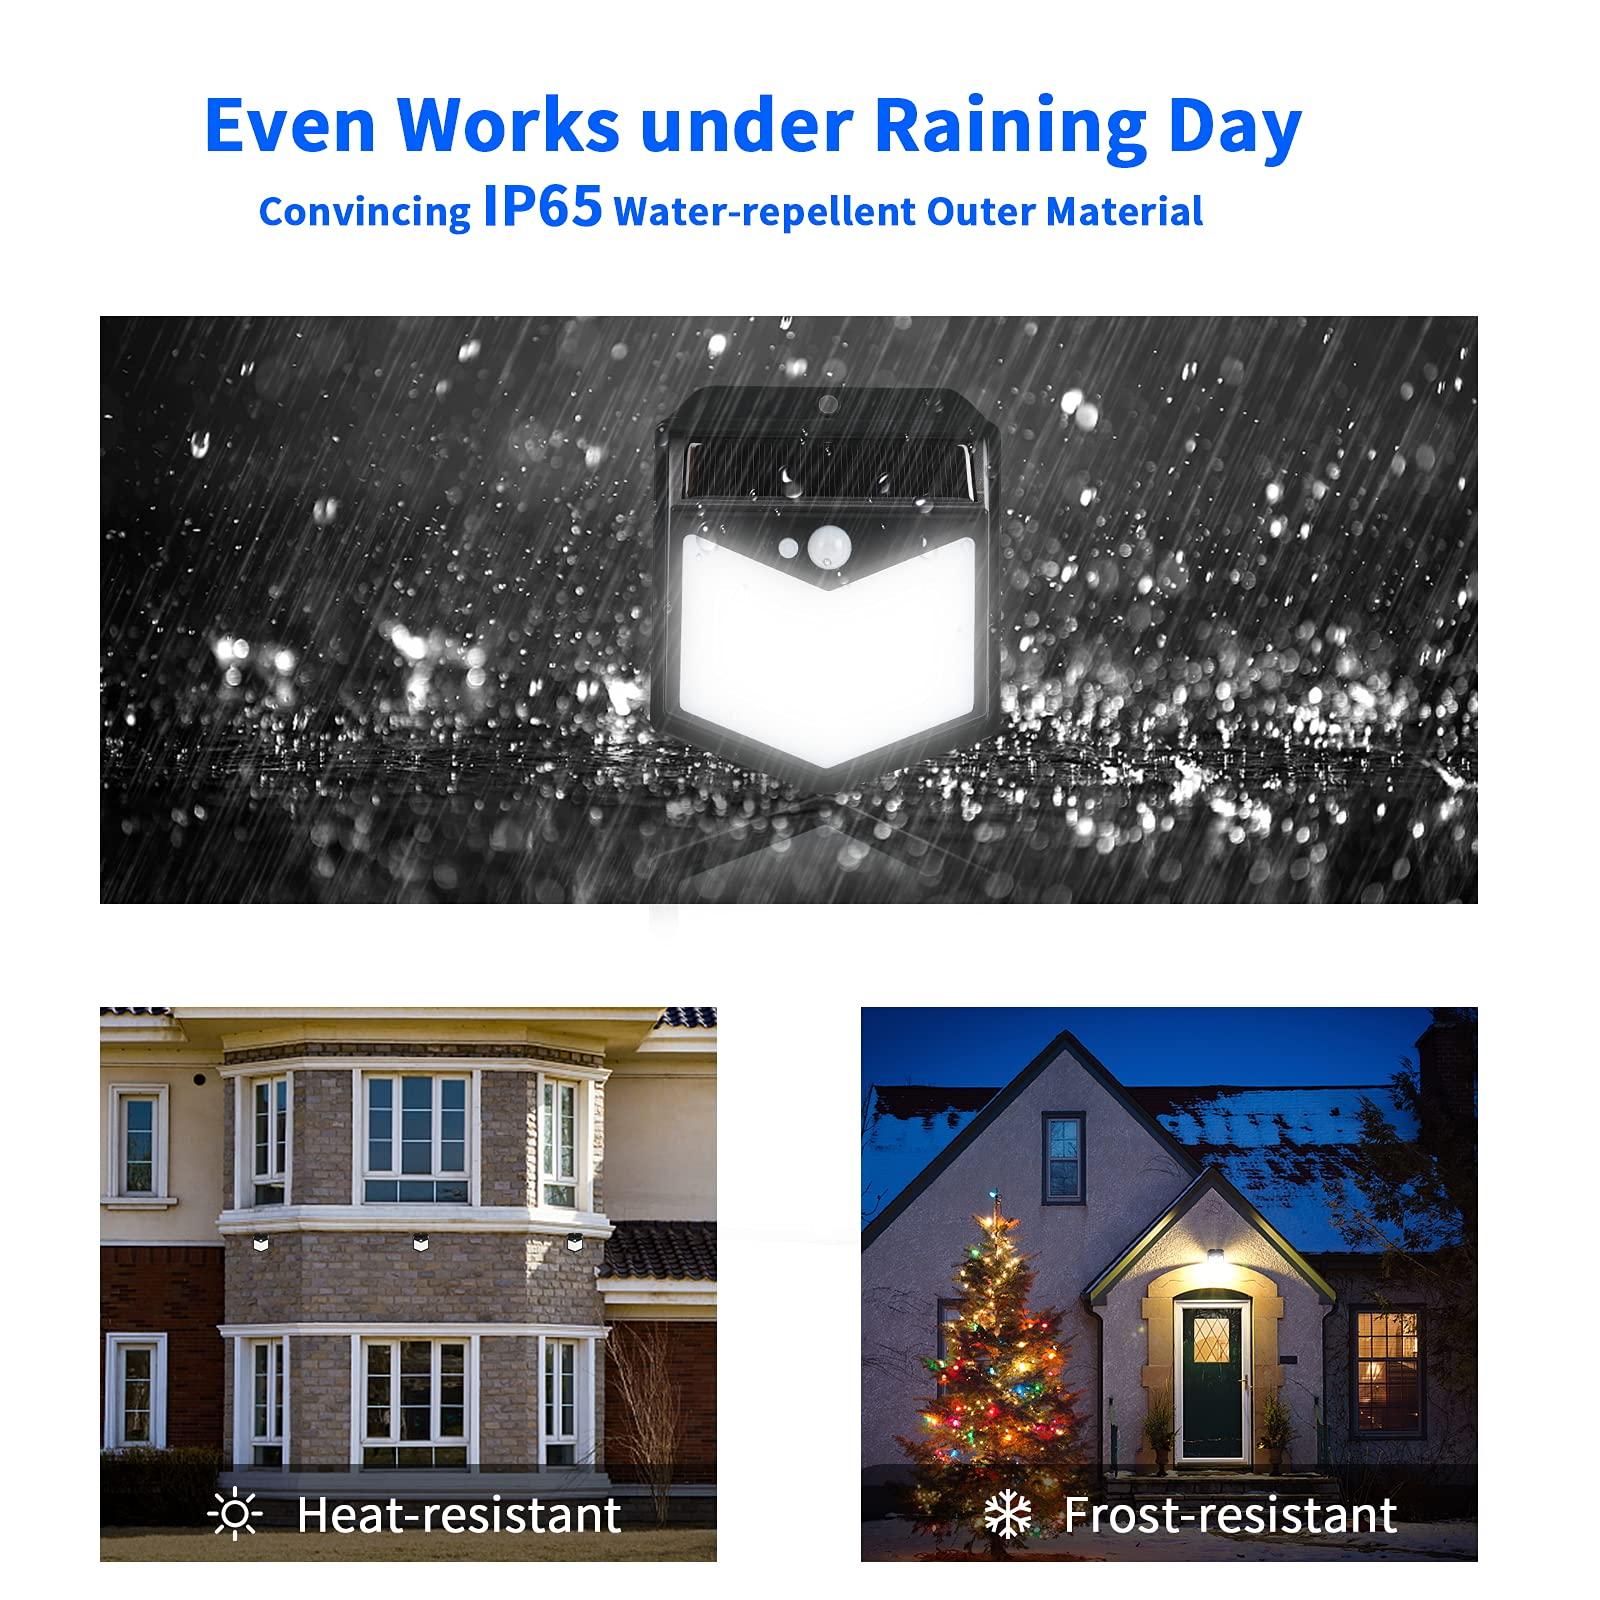 Even Works under Raining Day
Convincing IP65 Water-repellent Outer Material
Heat-resistant
Frost-resistant